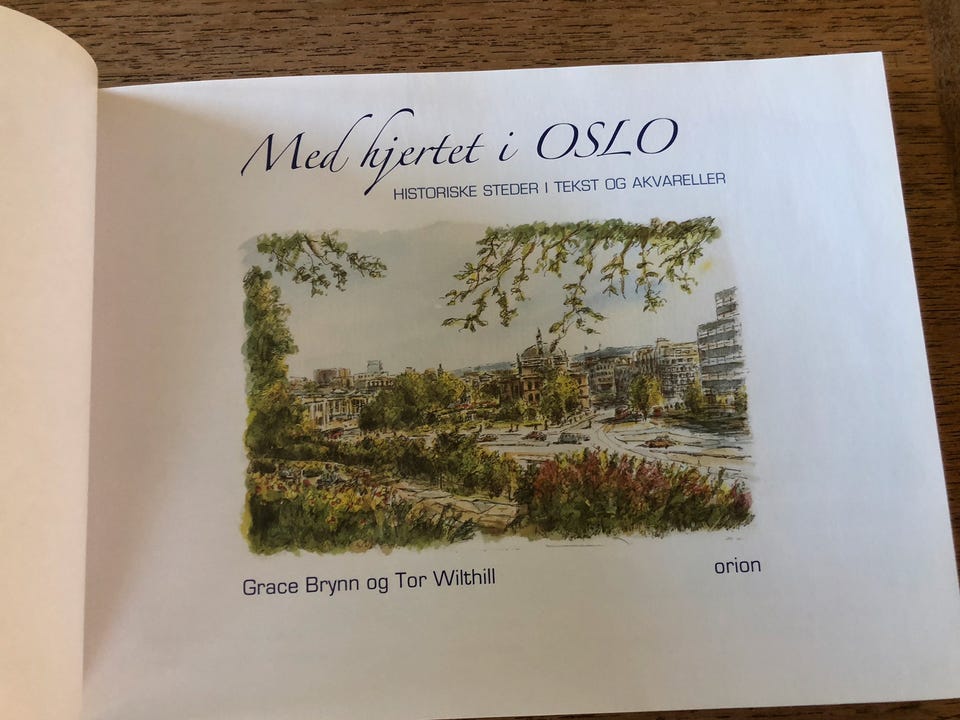 Med hjertet i OSLO
HISTORISKE STEDER I TEKST OG AKVARELLER
Grace Brynn og Tor Wilthill
orion